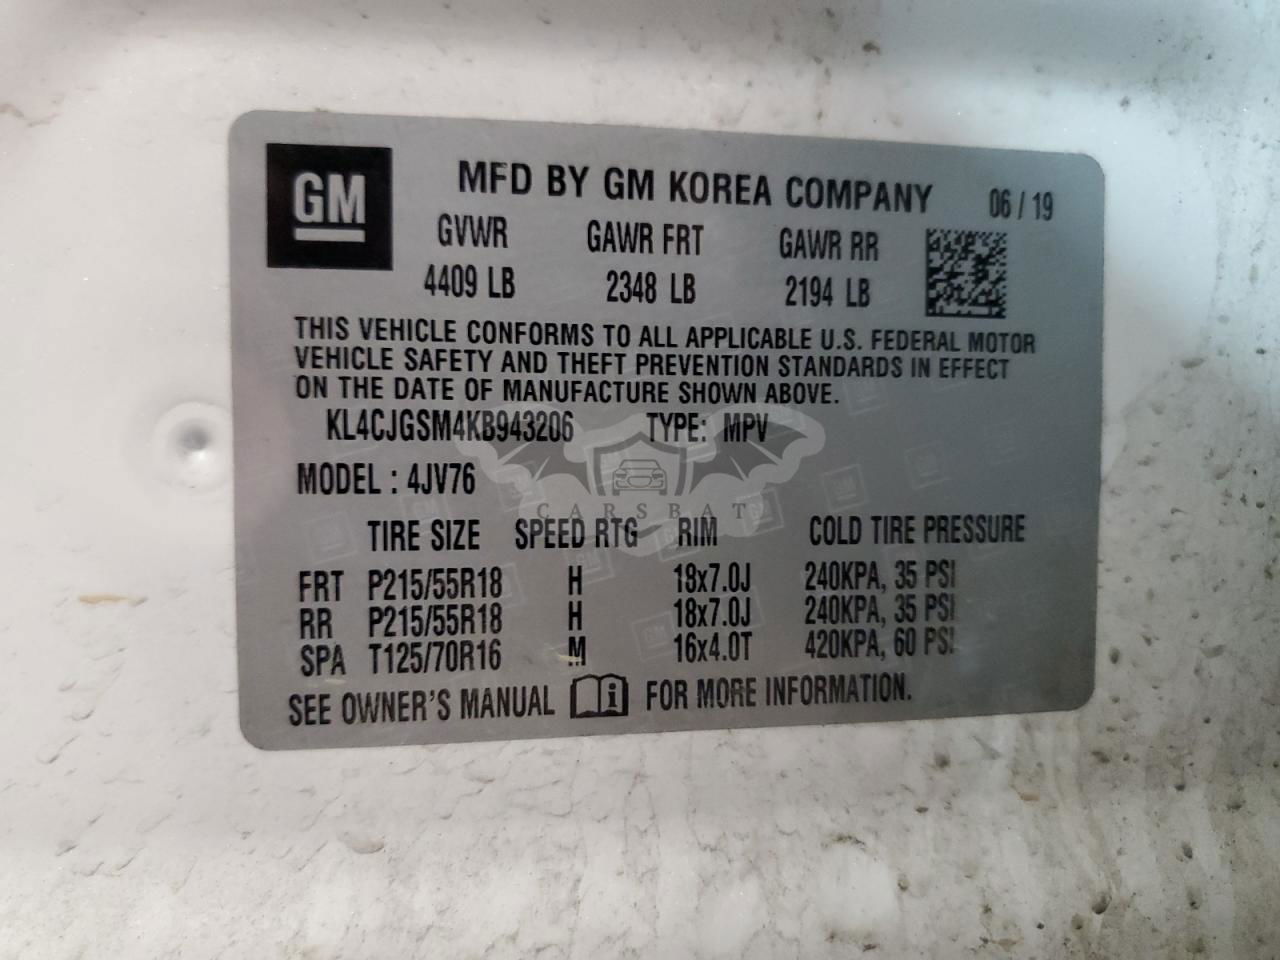 GM
MFD BY GM KOREA COMPANY 06 / 19
GVWR GAWR FRT GAWR RR
4409 LB 2348 LB 2194 LB
THIS VEHICLE CONFORMS TO ALL APPLICABLE U.S. FEDERAL MOTOR
VEHICLE SAFETY AND THEFT PREVENTION STANDARDS IN EFFECT
ON THE DATE OF MANUFACTURE SHOWN ABOVE.
KL4CJGSM4KB943206 TYPE: MPV
MODEL : 4JV76
CARSBAT
TIRE SIZE SPEED RTG RIM COLD TIRE PRESSURE
FRT P215/55R18 H 18x7.0J 240KPA, 35 PSI
RR P215/55R18 H 18x7.0J 240KPA, 35 PSI
SPA T125/70R16 M 16x4.0T 420KPA, 60 PSI
SEE OWNER'S MANUAL i FOR MORE INFORMATION.